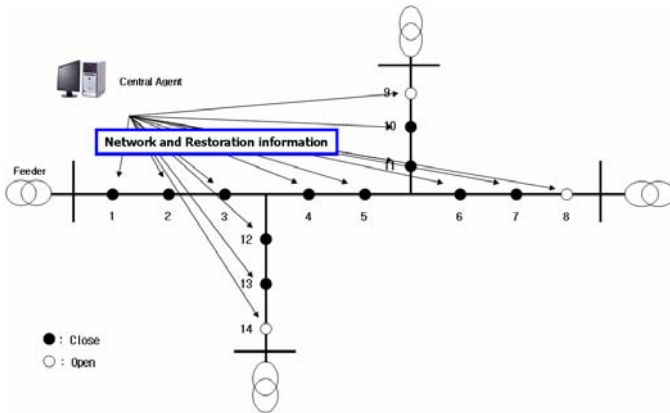 Central Agent
9
10
Network and Restoration information
11
Feeder
1 2 3 4 5 6 7 8
12
13
14
: Close
: Open